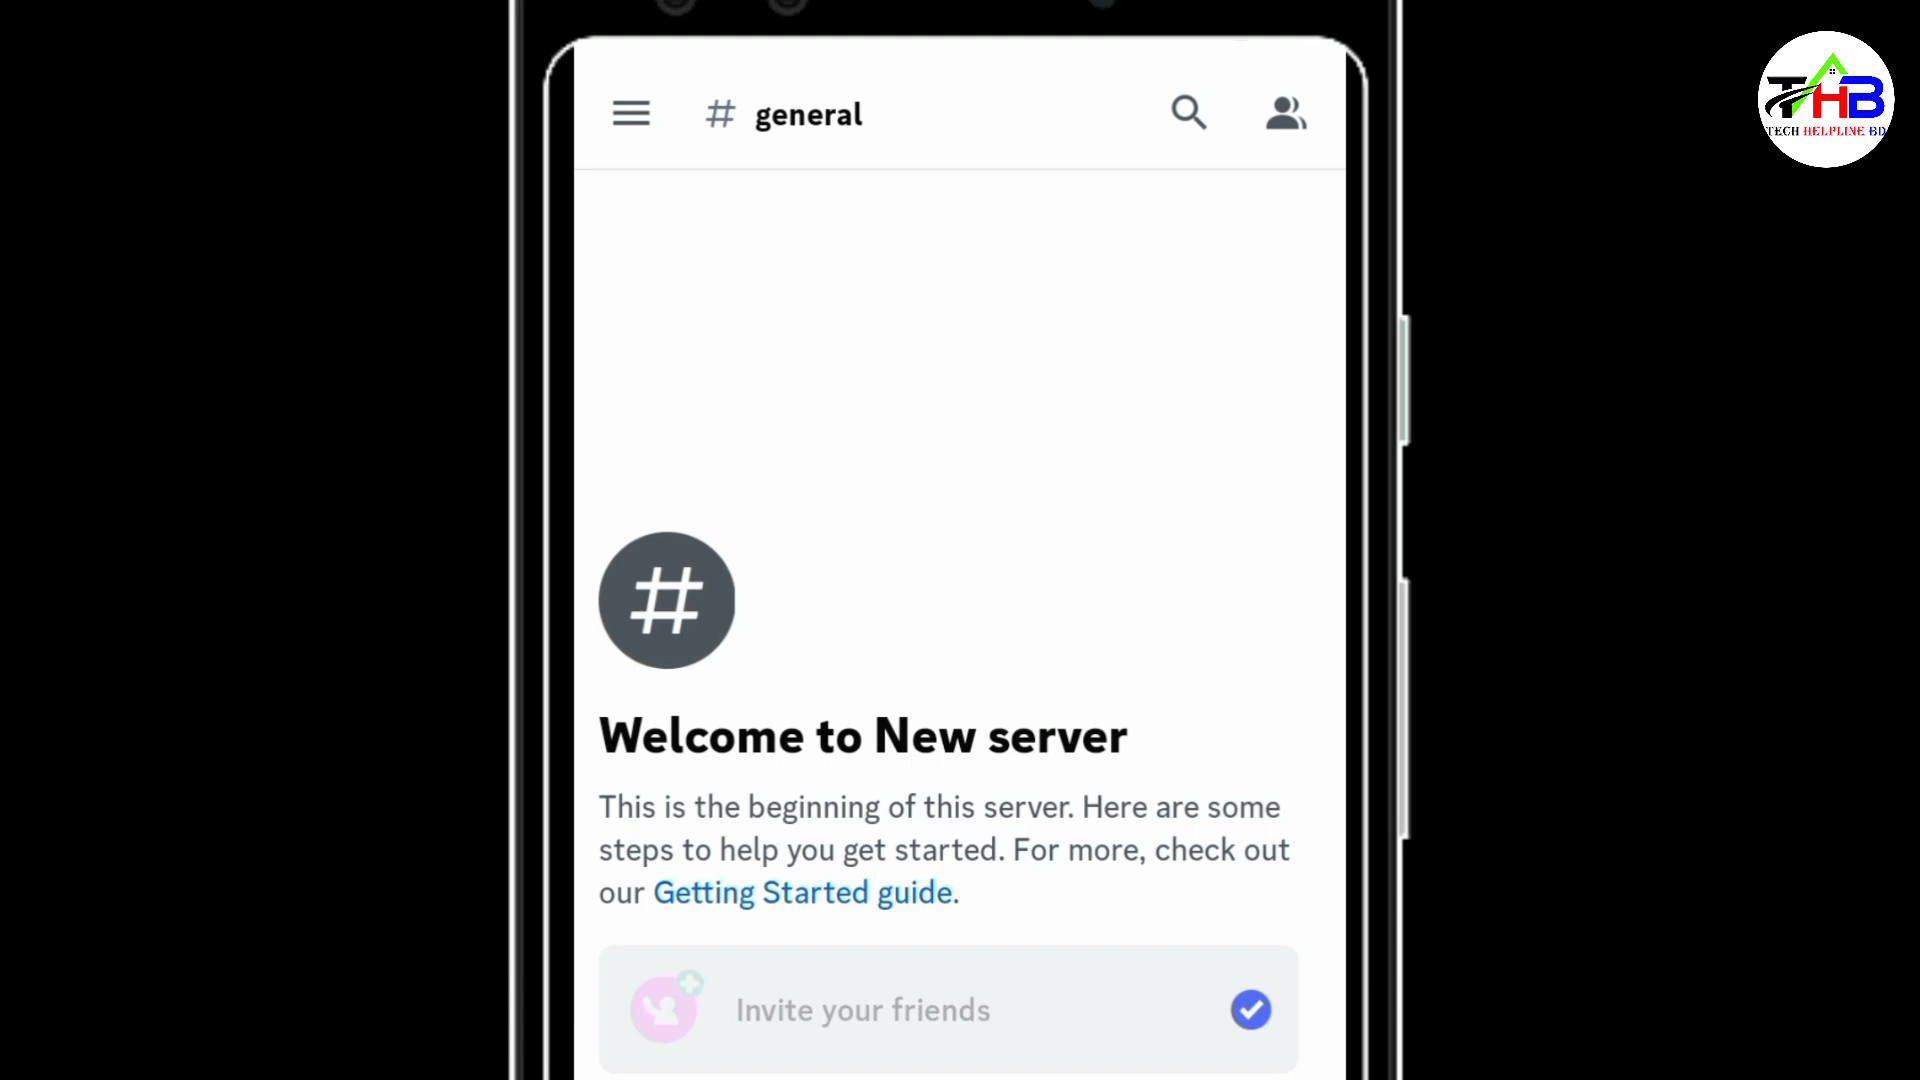 # general
THB
TECH HELPLINE BD
#
Welcome to New server
This is the beginning of this server. Here are some
steps to help you get started. For more, check out
our Getting Started guide.
Invite your friends